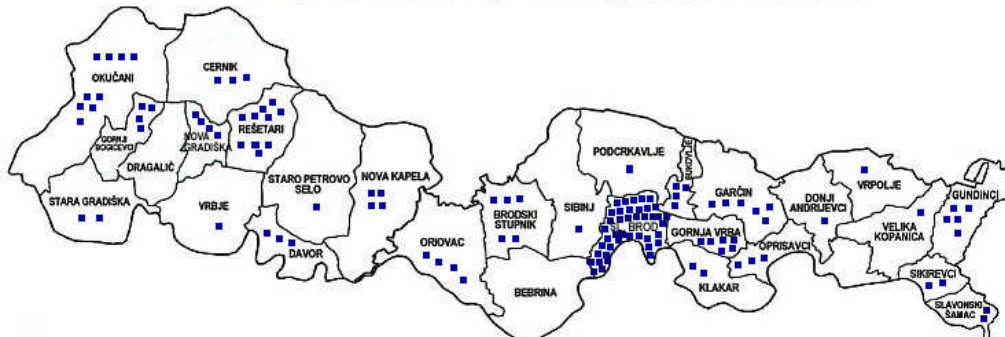 OKUČANI
CERNIK
GORNJI
BOGIĆEVCI
DRAGALIĆ
NOVA
GRADIŠKA
REŠETARI
STARA GRADIŠKA
VRBJE
STARO PETROVO
SELO
DAVOR
NOVA KAPELA
ORIOVAC
BRODSKI
STUPNIK
BEBRINA
SIBINJ
PODCRKAVLJE
SL. BROD
BUKOVLJE
GARČIN
GORNJA VRBA
KLAKAR
OPRISAVCI
DONJI
ANDRIJEVCI
VRPOLJE
VELIKA
KOPANICA
GUNDINCI
SIKIREVCI
SLAVONSKI
ŠAMAC